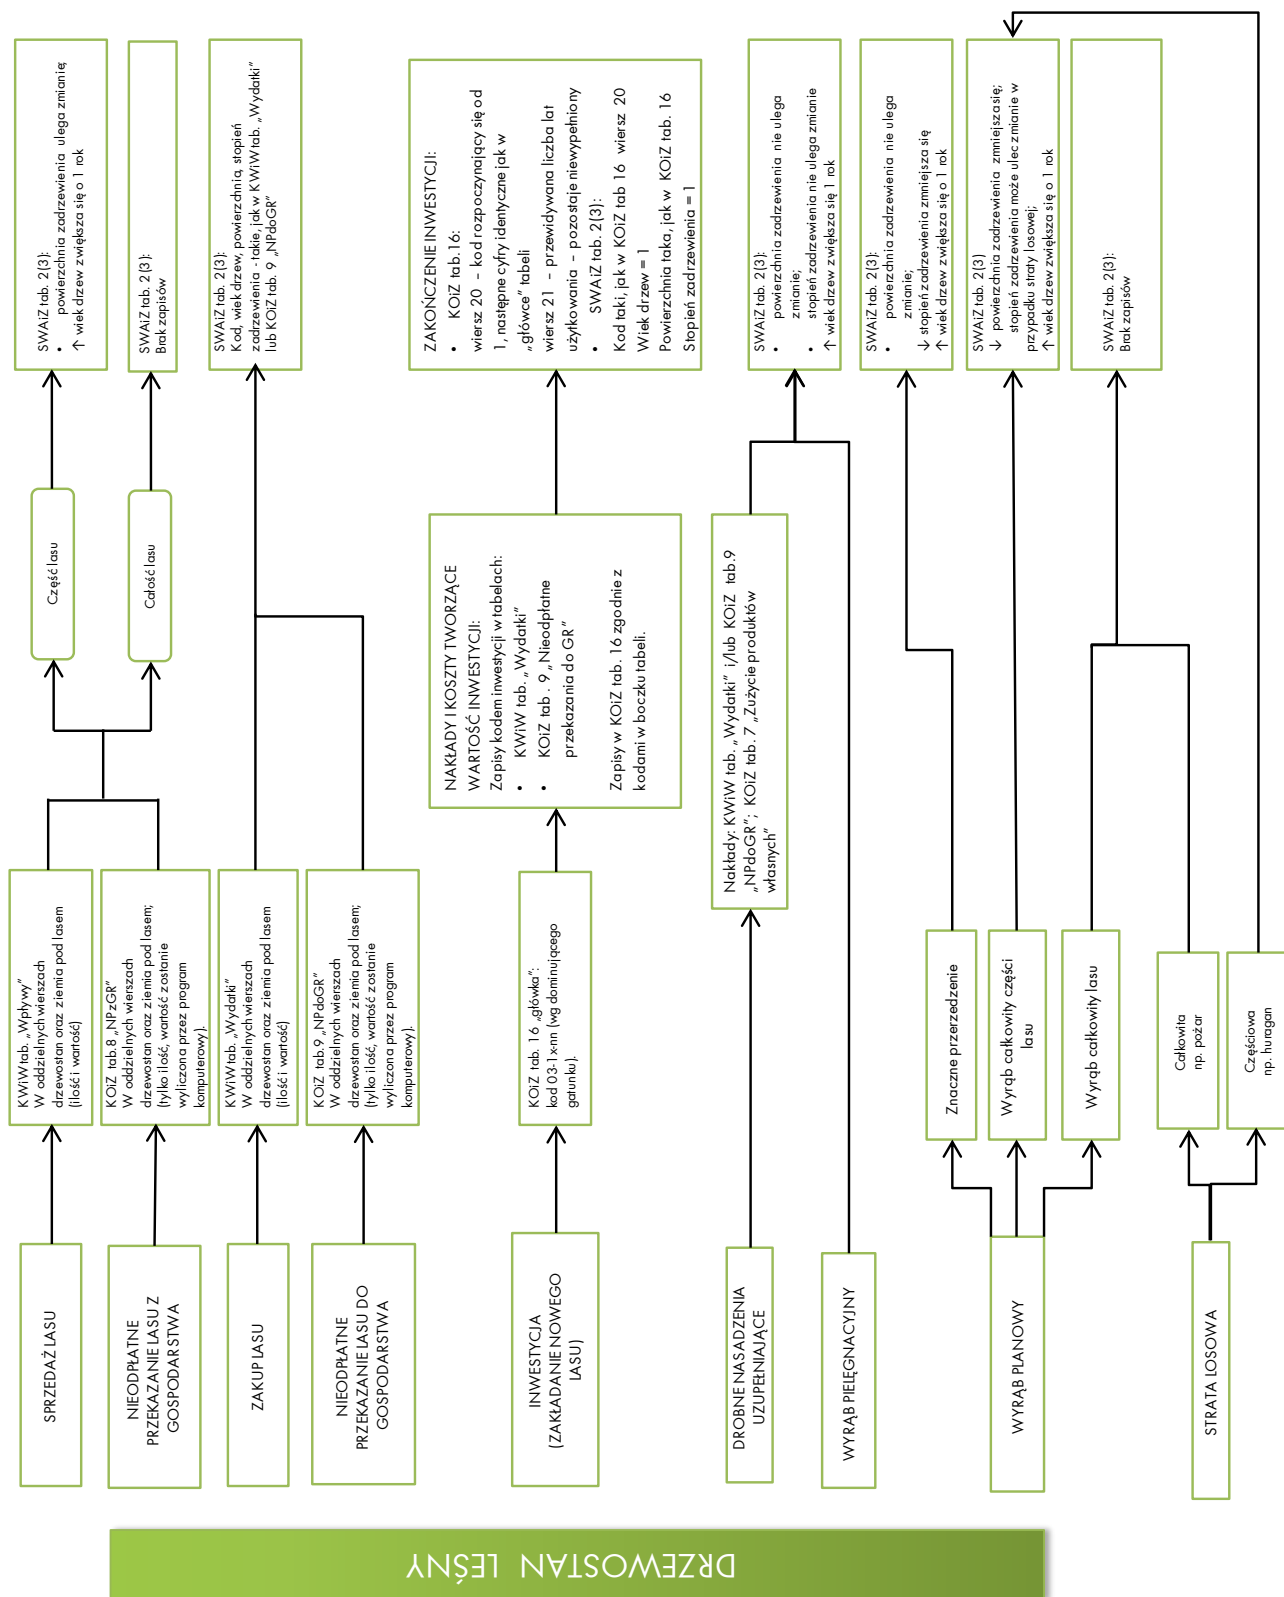 DRZEWOSTAN LEŚNY
SPRZEDAŻ LASU
KWiW tab. „Wpływy”
W oddzielnych wierszach
drzewostan oraz ziemia pod lasem
(ilość i wartość)
NIEODPŁATNE
PRZEKAZANIE LASU Z
GOSPODARSTWA
KOiZ tab.8 „NPzGR”
W oddzielnych wierszach
drzewostan oraz ziemia pod lasem;
(tylko ilość, wartość zostanie
wyliczona przez program
komputerowy).
Część lasu
SWAiZ tab. 2(3):
• powierzchnia zadrzewienia ulega zmianie;
↑ wiek drzew zwiększa się o 1 rok
Całość lasu
SWAiZ tab. 2 (3):
Brak zapisów
ZAKUP LASU
KWiW tab. „Wydatki”
W oddzielnych wierszach
drzewostan oraz ziemia pod lasem
(ilość i wartość)
NIEODPŁATNE
PRZEKAZANIE LASU DO
GOSPODARSTWA
KOiZ tab.9 „NPdoGR”
W oddzielnych wierszach
drzewostan oraz ziemia pod lasem;
(tylko ilość, wartość zostanie
wyliczona przez program
komputerowy).
SWAiZ tab. 2(3):
Kod, wiek drzew, powierzchnia, stopień
zadrzewienia - takie, jak w KWiW tab. „Wydatki”
lub KOiZ tab. 9 „NPdoGR”
INWESTYCJA
(ZAKŁADANIE NOWEGO
LASU)
KOiZ tab. 16 „główka”:
kod 03-1x-nn (wg dominującego
gatunku).
NAKŁADY I KOSZTY TWORZĄCE
WARTOŚĆ INWESTYCJI:
Zapisy kodem inwestycji w tabelach:
• KWiW tab. „Wydatki”
• KOiZ tab . 9 „Nieodpłatne
przekazania do GR”
Zapisy w KOiZ tab. 16 zgodnie z
kodami w boczku tabeli.
ZAKOŃCZENIE INWESTYCJI:
• KOiZ tab.16:
wiersz 20 – kod rozpoczynający się od
1, następne cyfry identyczne jak w
„główce” tabeli
wiersz 21 – przewidywana liczba lat
użytkowania – pozostaje niewypełniony
• SWAiZ tab. 2(3):
Kod taki, jak w KOiZ tab 16 wiersz 20
Wiek drzew = 1
Powierzchnia taka, jak w KOiZ tab. 16
Stopień zadrzewienia = 1
DROBNE NASADZENIA
UZUPEŁNIAJĄCE
Nakłady: KWiW tab. „Wydatki” i/lub KOiZ tab.9
„NPdoGR”; KOiZ tab. 7 „Zużycie produktów
własnych”
WYRĄB PIELĘGNACYJNY
SWAiZ tab. 2(3):
• powierzchnia zadrzewienia nie ulega
zmianie;
• stopień zadrzewienia nie ulega zmianie
↑ wiek drzew zwiększa się 1 rok
WYRĄB PLANOWY
Znaczne przerzedzenie
SWAiZ tab. 2(3):
• powierzchnia zadrzewienia nie ulega
zmianie;
↓ stopień zadrzewienia zmniejsza się
↑ wiek drzew zwiększa się o 1 rok
Wyrąb całkowity części
lasu
SWAiZ tab. 2(3)
↓ powierzchnia zadrzewienia zmniejsza się;
stopień zadrzewienia może ulec zmianie w
przypadku straty losowej;
↑ wiek drzew zwiększa się o 1 rok
Wyrąb całkowity lasu
SWAiZ tab. 2(3):
Brak zapisów
STRATA LOSOWA
Całkowita
np. pożar
Częściowa
np. huragan